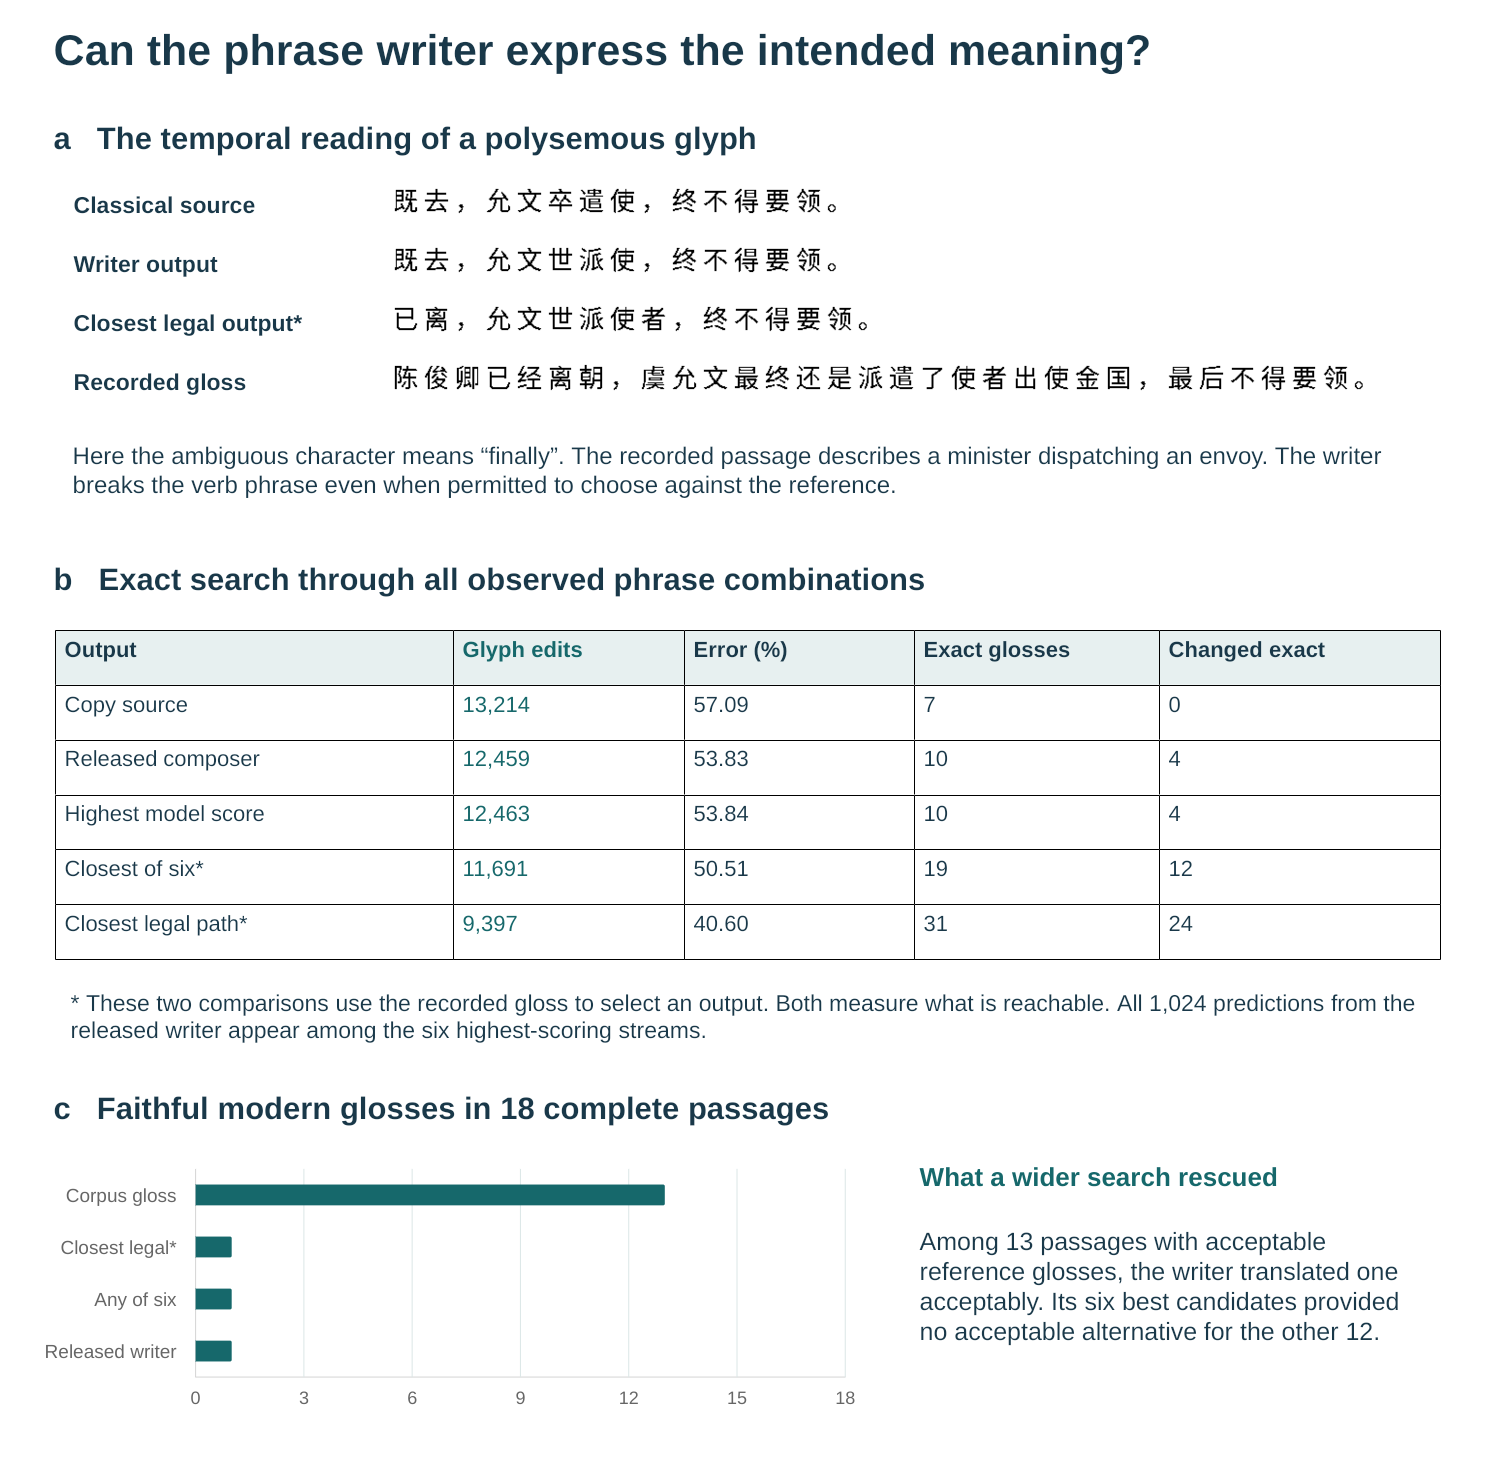 Can the phrase writer express the intended meaning?
a The temporal reading of a polysemous glyph
Classical source 既去，允文卒遣使，终不得要领。
Writer output 既去，允文世派使，终不得要领。
Closest legal output* 已离，允文世派使者，终不得要领。
Recorded gloss 陈俊卿已经离朝，虞允文最终还是派遣了使者出使金国，最后不得要领。
Here the ambiguous character means “finally”. The recorded passage describes a minister dispatching an envoy. The writer
breaks the verb phrase even when permitted to choose against the reference.
b Exact search through all observed phrase combinations
Output Glyph edits Error (%) Exact glosses Changed exact
Copy source 13,214 57.09 7 0
Released composer 12,459 53.83 10 4
Highest model score 12,463 53.84 10 4
Closest of six* 11,691 50.51 19 12
Closest legal path* 9,397 40.60 31 24
* These two comparisons use the recorded gloss to select an output. Both measure what is reachable. All 1,024 predictions from the
released writer appear among the six highest-scoring streams.
c Faithful modern glosses in 18 complete passages
Corpus gloss
Closest legal*
Any of six
Released writer
0 3 6 9 12 15 18
What a wider search rescued
Among 13 passages with acceptable
reference glosses, the writer translated one
acceptably. Its six best candidates provided
no acceptable alternative for the other 12.